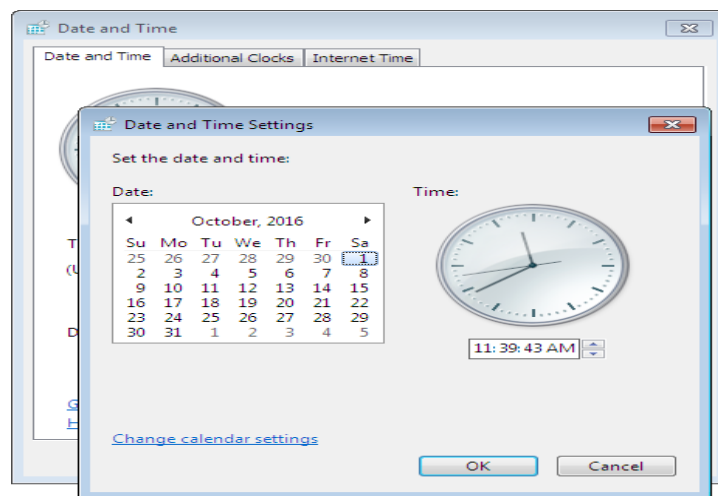 Date and Time
Date and Time Additional Clocks Internet Time
Date and Time Settings
Set the date and time:
Date:
Time:
October, 2016
Su Mo Tu We Th Fr Sa
25 26 27 28 29 30 1
2 3 4 5 6 7 8
9 10 11 12 13 14 15
16 17 18 19 20 21 22
23 24 25 26 27 28 29
30 31 1 2 3 4 5
11:39:43 AM
Change calendar settings
OK Cancel